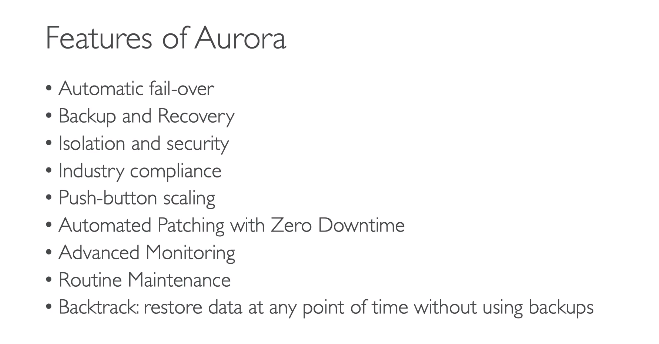 Features of Aurora
• Automatic fail-over
• Backup and Recovery
• Isolation and security
• Industry compliance
• Push-button scaling
• Automated Patching with Zero Downtime
• Advanced Monitoring
• Routine Maintenance
• Backtrack: restore data at any point of time without using backups